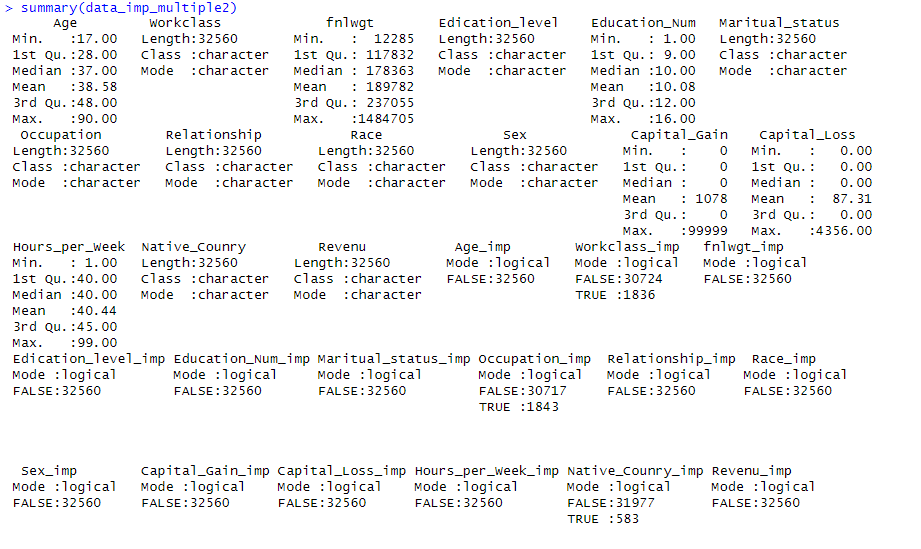 > summary(data_imp_multiple2)
Age Workclass fnlwgt Edication_level Education_Num Maritual_status
Min. :17.00 Length:32560 Min. : 12285 Length:32560 Min. : 1.00 Length:32560
1st Qu.:28.00 Class :character 1st Qu.: 117832 Class :character 1st Qu.: 9.00 Class :character
Median :37.00 Mode :character Median : 178363 Mode :character Median :10.00 Mode :character
Mean :38.58 Mean : 189782 Mean :10.08
3rd Qu.:48.00 3rd Qu.: 237055 3rd Qu.:12.00
Max. :90.00 Max. :1484705 Max. :16.00
Occupation Relationship Race Sex Capital_Gain Capital_Loss
Length:32560 Length:32560 Length:32560 Length:32560 Min. : 0 Min. : 0.00
Class :character Class :character Class :character Class :character 1st Qu.: 0 1st Qu.: 0.00
Mode :character Mode :character Mode :character Mode :character Median : 0 Median : 0.00
Mean : 1078 Mean : 87.31
3rd Qu.: 0 3rd Qu.: 0.00
Max. :99999 Max. :4356.00
Hours_per_Week Native_Counry Revenu Age_imp Workclass_imp fnlwgt_imp
Min. : 1.00 Length:32560 Length:32560 Mode :logical Mode :logical Mode :logical
1st Qu.:40.00 Class :character Class :character FALSE:32560 FALSE:30724 FALSE:32560
Median :40.00 Mode :character Mode :character TRUE :1836
Mean :40.44
3rd Qu.:45.00
Max. :99.00
Edication_level_imp Education_Num_imp Maritual_status_imp Occupation_imp Relationship_imp Race_imp
Mode :logical Mode :logical Mode :logical Mode :logical Mode :logical Mode :logical
FALSE:32560 FALSE:32560 FALSE:32560 FALSE:30717 FALSE:32560 FALSE:32560
TRUE :1843
Sex_imp Capital_Gain_imp Capital_Loss_imp Hours_per_Week_imp Native_Counry_imp Revenu_imp
Mode :logical Mode :logical Mode :logical Mode :logical Mode :logical Mode :logical
FALSE:32560 FALSE:32560 FALSE:32560 FALSE:32560 FALSE:31977 FALSE:32560
TRUE :583